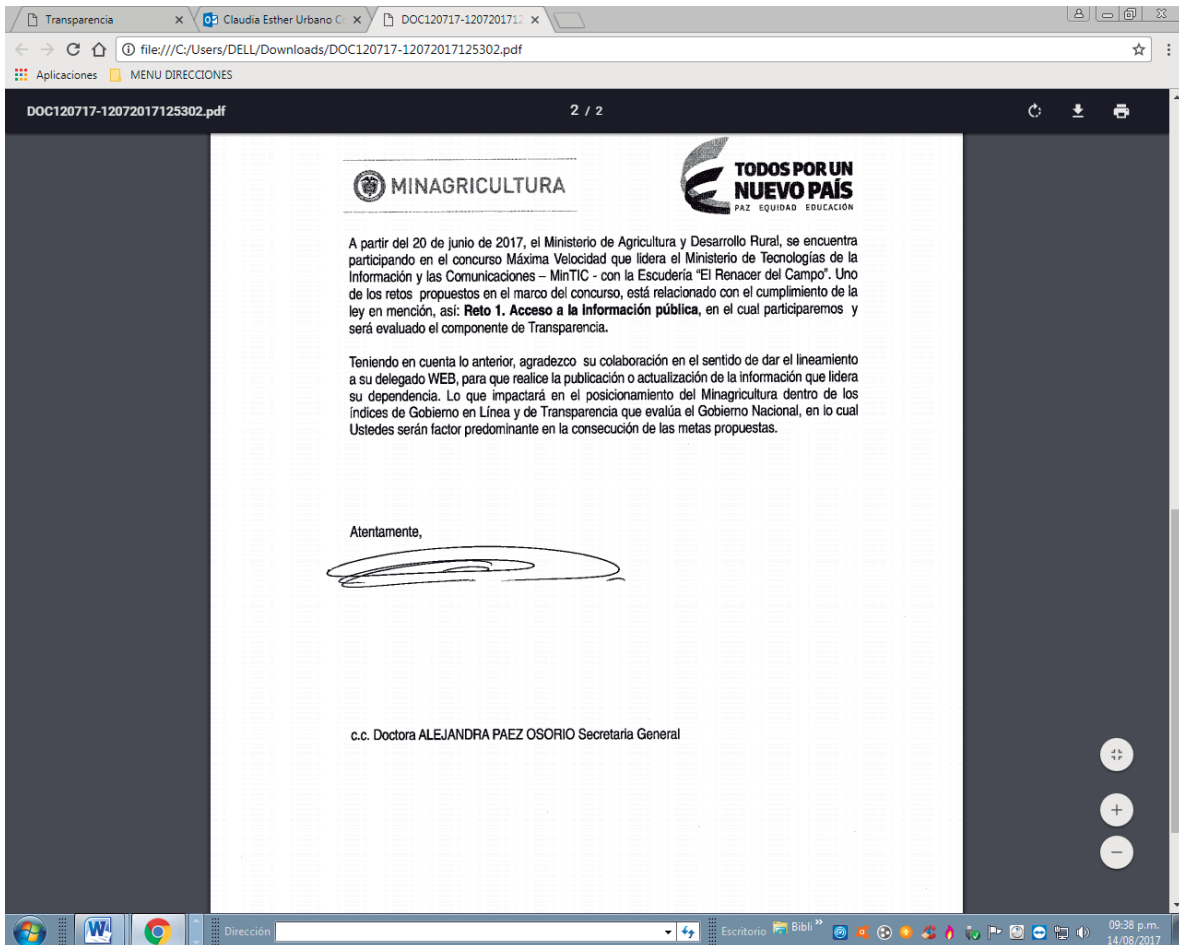 Transparencia
Claudia Esther Urbano C
DOC120717-1207201712
file:///C:/Users/DELL/Downloads/DOC120717-12072017125302.pdf
Aplicaciones MENU DIRECCIONES
DOC120717-12072017125302.pdf 2 / 2
MINAGRICULTURA
TODOS POR UN
NUEVO PAÍS
PAZ EQUIDAD EDUCACIÓN
A partir del 20 de junio de 2017, el Ministerio de Agricultura y Desarrollo Rural, se encuentra
participando en el concurso Máxima Velocidad que lidera el Ministerio de Tecnologías de la
Información y las Comunicaciones – MinTIC - con la Escudería “El Renacer del Campo”. Uno
de los retos propuestos en el marco del concurso, está relacionado con el cumplimiento de la
ley en mención, así: Reto 1. Acceso a la Información pública, en el cual participaremos y
será evaluado el componente de Transparencia.
Teniendo en cuenta lo anterior, agradezco su colaboración en el sentido de dar el lineamiento
a su delegado WEB, para que realice la publicación o actualización de la información que lidera
su dependencia. Lo que impactará en el posicionamiento del Minagricultura dentro de los
índices de Gobierno en Línea y de Transparencia que evalúa el Gobierno Nacional, en lo cual
Ustedes serán factor predominante en la consecución de las metas propuestas.
Atentamente,
c.c. Doctora ALEJANDRA PAEZ OSORIO Secretaria General
Dirección
Escritorio Bibli »
09:38 p.m.
14/08/2017